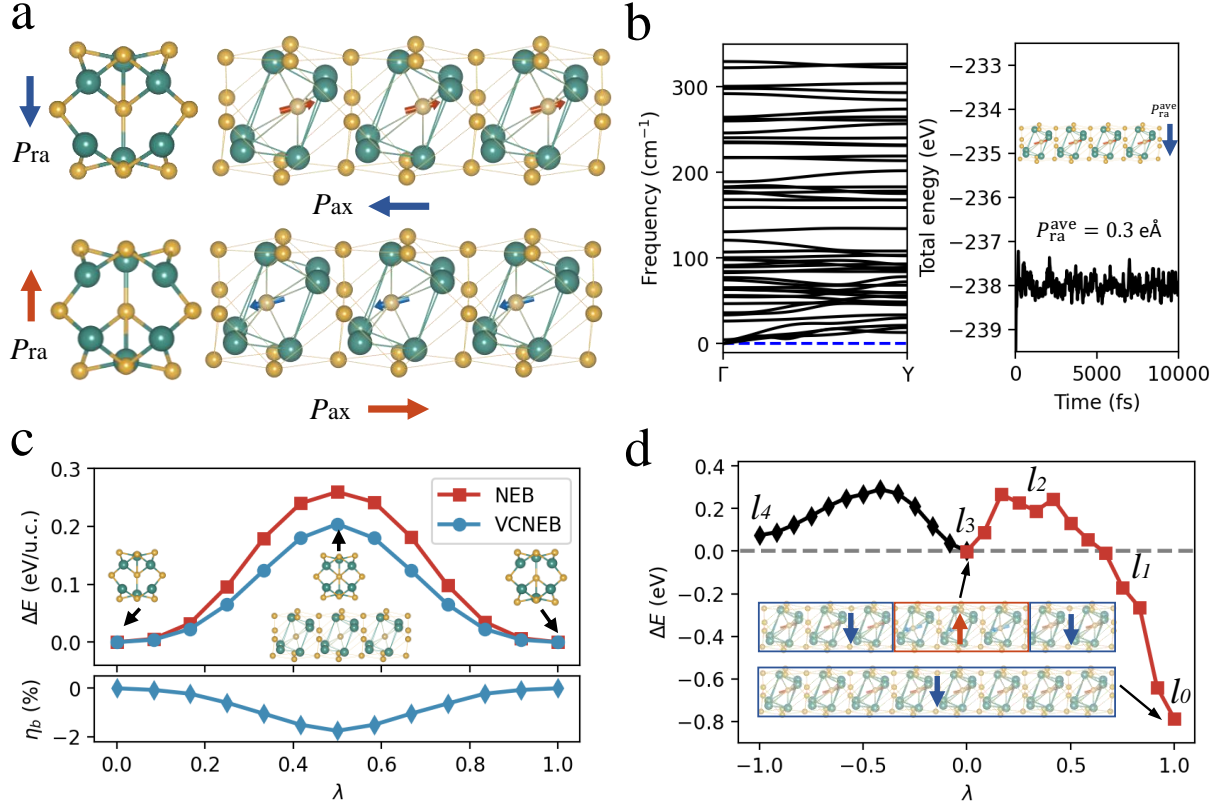 a
Pra
Pax
Pra
Pax
b
Frequency (cm⁻¹)
300
200
100
0
Γ
Y
Total enegy (eV)
−233
−234
−235
−236
−237
−238
−239
Praᵃᵛᵉ
Praᵃᵛᵉ = 0.3 eÅ
0
5000
10000
Time (fs)
c
ΔE (eV/u.c.)
0.3
0.2
0.1
0.0
NEB
VCNEB
ηb (%)
0
−2
0.0
0.2
0.4
0.6
0.8
1.0
λ
d
ΔE (eV)
0.4
0.2
0.0
−0.2
−0.4
−0.6
−0.8
l4
l3
l2
l1
l0
−1.0
−0.5
0.0
0.5
1.0
λ